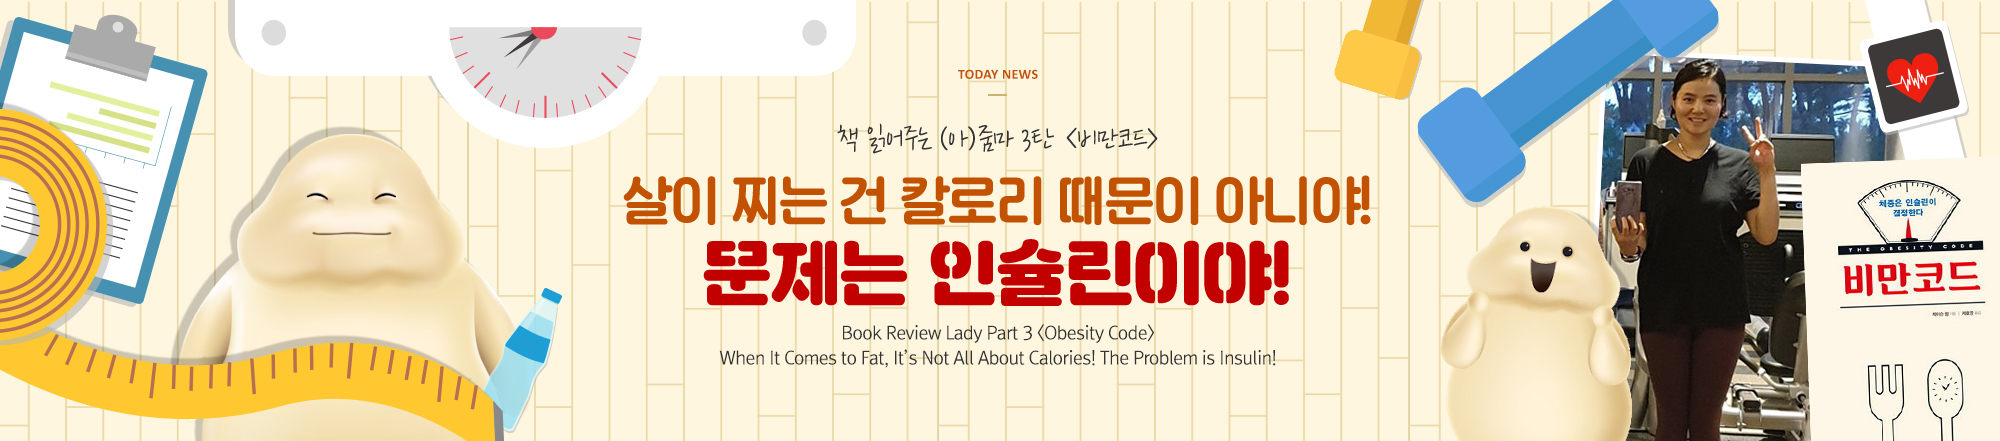 TODAY NEWS
책 읽어주는 (아)줌마 3탄 <비만코드>
살이 찌는 건 칼로리 때문이 아니야!
문제는 인슐린이야!
Book Review Lady Part 3 <Obesity Code>
When It Comes to Fat, It's Not All About Calories! The Problem is Insulin!
체중은 인슐린이
결정한다
THE OBESITY CODE
비만코드